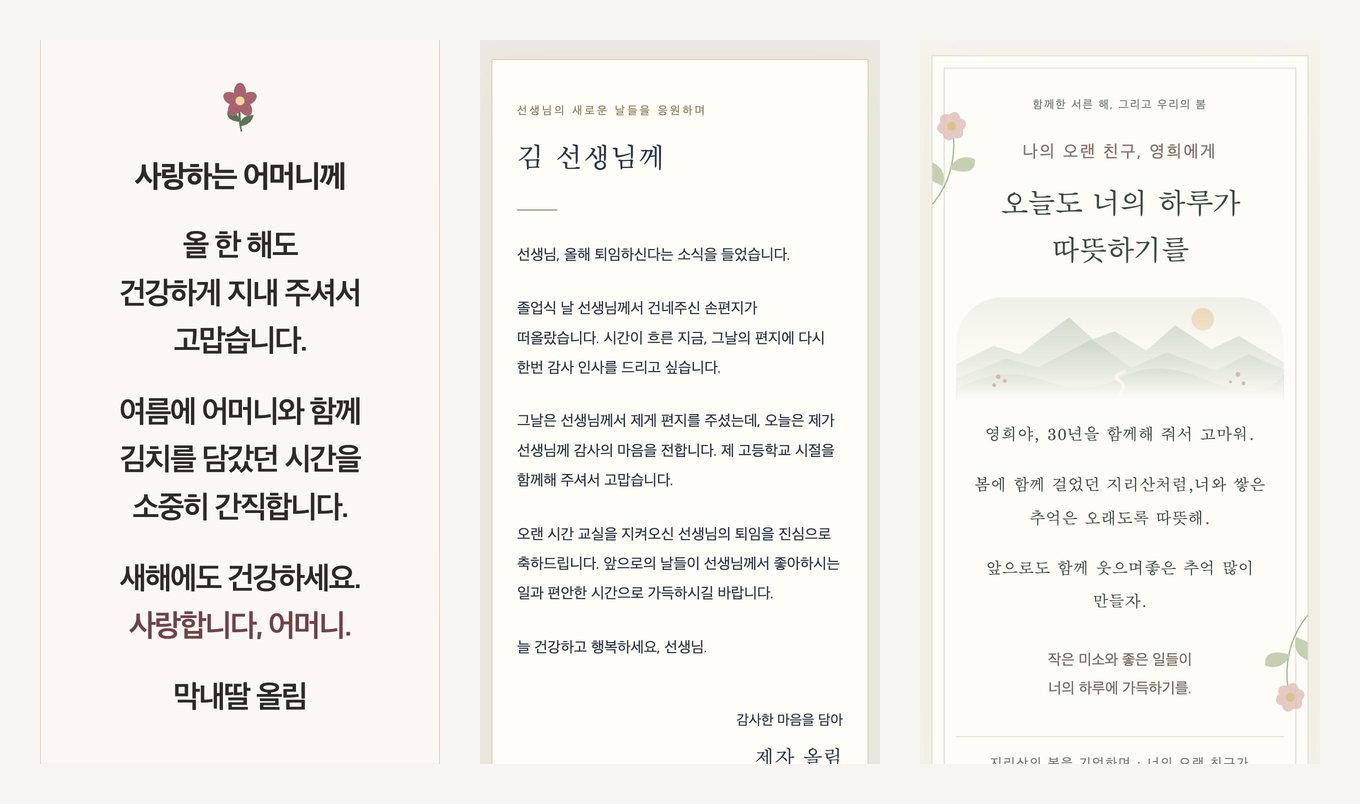 사랑하는 어머니께
올 한 해도
건강하게 지내 주셔서
고맙습니다.
여름에 어머니와 함께
김치를 담갔던 시간을
소중히 간직합니다.
새해에도 건강하세요.
사랑합니다, 어머니.
막내딸 올림
선생님의 새로운 날들을 응원하며
김 선생님께
선생님, 올해 퇴임하신다는 소식을 들었습니다.
졸업식 날 선생님께서 건네주신 손편지가
떠올랐습니다. 시간이 흐른 지금, 그날의 편지에 다시
한번 감사 인사를 드리고 싶습니다.
그날은 선생님께서 제게 편지를 주셨는데, 오늘은 제가
선생님께 감사의 마음을 전합니다. 제 고등학교 시절을
함께해 주셔서 고맙습니다.
오랜 시간 교실을 지켜오신 선생님의 퇴임을 진심으로
축하드립니다. 앞으로의 날들이 선생님께서 좋아하시는
일과 편안한 시간으로 가득하시길 바랍니다.
늘 건강하고 행복하세요, 선생님.
감사한 마음을 담아
제자 올림
함께한 서른 해, 그리고 우리의 봄
나의 오랜 친구, 영희에게
오늘도 너의 하루가
따뜻하기를
영희야, 30년을 함께해 줘서 고마워.
봄에 함께 걸었던 지리산처럼,너와 쌓은
추억은 오래도록 따뜻해.
앞으로도 함께 웃으며좋은 추억 많이
만들자.
작은 미소와 좋은 일들이
너의 하루에 가득하기를.
지리산의 봄을 기억하며 · 너의 오랜 친구가